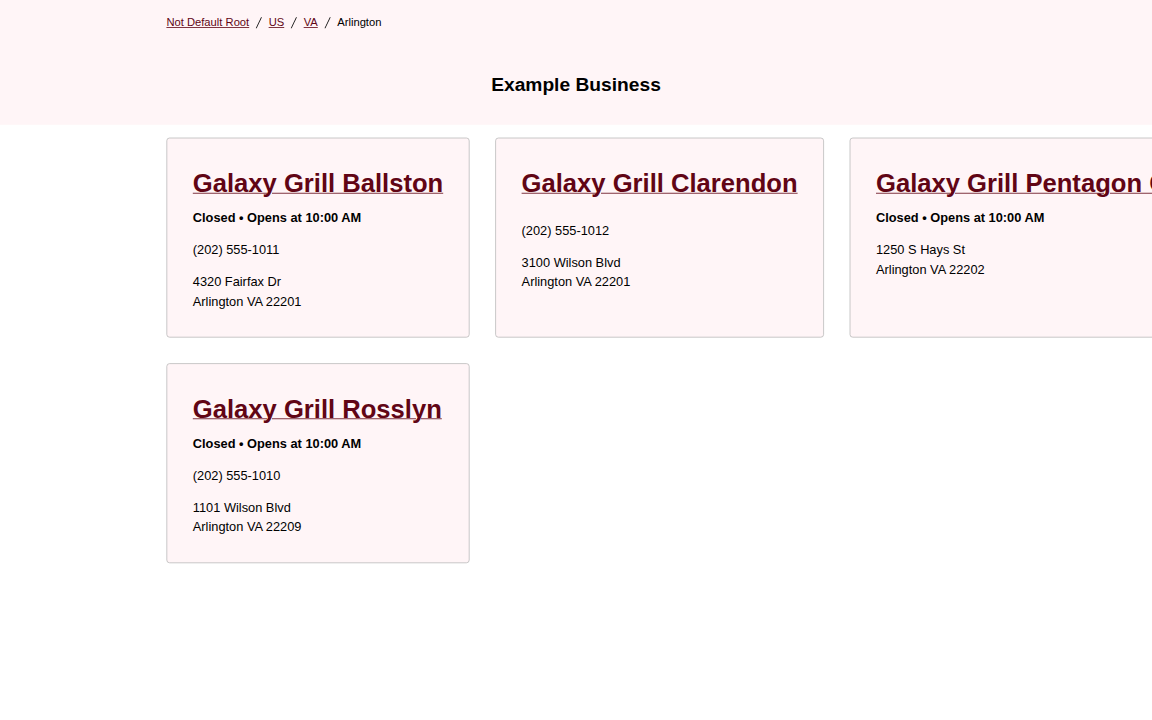 Not Default Root / US / VA / Arlington
Example Business
Galaxy Grill Ballston
Closed • Opens at 10:00 AM
(202) 555-1011
4320 Fairfax Dr
Arlington VA 22201
Galaxy Grill Clarendon
(202) 555-1012
3100 Wilson Blvd
Arlington VA 22201
Galaxy Grill Pentagon
Closed • Opens at 10:00 AM
1250 S Hays St
Arlington VA 22202
Galaxy Grill Rosslyn
Closed • Opens at 10:00 AM
(202) 555-1010
1101 Wilson Blvd
Arlington VA 22209